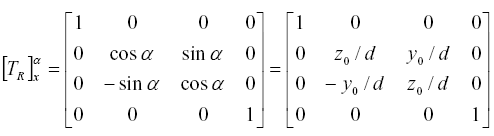 [T_R]_x^α = [1 0 0 0; 0 cos α sin α 0; 0 −sin α cos α 0; 0 0 0 1] = [1 0 0 0; 0 z_0 / d y_0 / d 0; 0 −y_0 / d z_0 / d 0; 0 0 0 1]